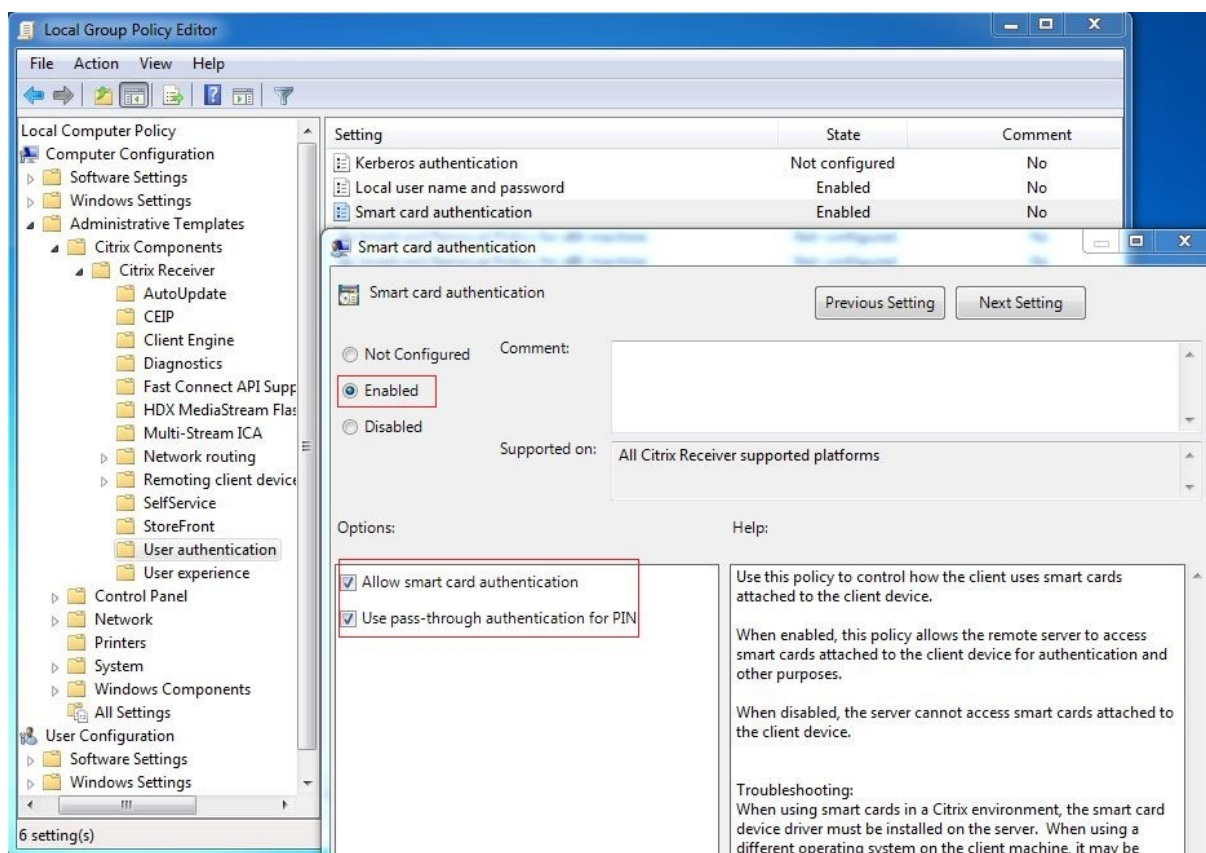 Local Group Policy Editor
File Action View Help
Local Computer Policy
Computer Configuration
Software Settings
Windows Settings
Administrative Templates
Citrix Components
Citrix Receiver
AutoUpdate
CEIP
Client Engine
Diagnostics
Fast Connect API Supp
HDX MediaStream Flas
Multi-Stream ICA
Network routing
Remoting client device
SelfService
StoreFront
User authentication
User experience
Control Panel
Network
Printers
System
Windows Components
All Settings
User Configuration
Software Settings
Windows Settings
6 setting(s)
Setting State Comment
Kerberos authentication Not configured No
Local user name and password Enabled No
Smart card authentication Enabled No
Smart card authentication
Smart card authentication
Previous Setting Next Setting
Not Configured Comment:
Enabled
Disabled
Supported on: All Citrix Receiver supported platforms
Options: Help:
Allow smart card authentication
Use pass-through authentication for PIN
Use this policy to control how the client uses smart cards
attached to the client device.
When enabled, this policy allows the remote server to access
smart cards attached to the client device for authentication and
other purposes.
When disabled, the server cannot access smart cards attached to
the client device.
Troubleshooting:
When using smart cards in a Citrix environment, the smart card
device driver must be installed on the server. When using a
different operating system on the client machine, it may be